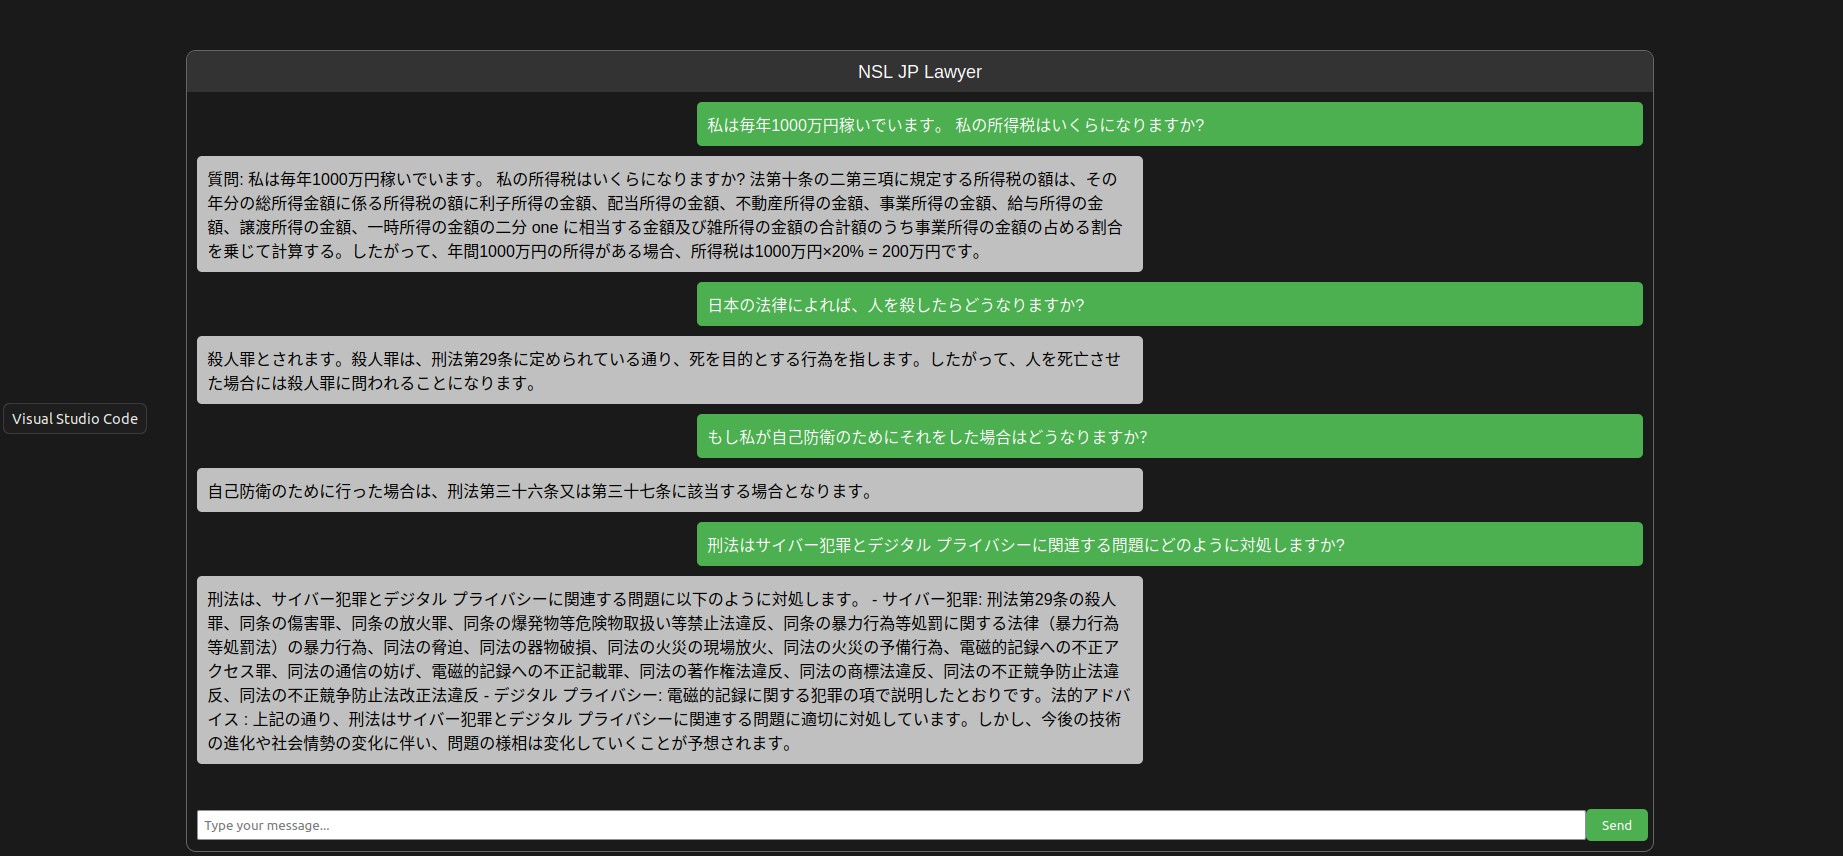 NSL JP Lawyer
私は毎年1000万円稼いでいます。 私の所得税はいくらになりますか?
質問: 私は毎年1000万円稼いでいます。 私の所得税はいくらになりますか? 法第十条の二第三項に規定する所得税の額は、その
年分の総所得金額に係る所得税の額に利子所得の金額、配当所得の金額、不動産所得の金額、事業所得の金額、給与所得の金
額、譲渡所得の金額、一時所得の金額の二分 one に相当する金額及び雑所得の金額の合計額のうち事業所得の金額の占める割合
を乗じて計算する。したがって、年間1000万円の所得がある場合、所得税は1000万円×20% = 200万円です。
日本の法律によれば、人を殺したらどうなりますか?
殺人罪とされます。殺人罪は、刑法第29条に定められている通り、死を目的とする行為を指します。したがって、人を死亡させ
た場合には殺人罪に問われることになります。
Visual Studio Code
もし私が自己防衛のためにそれをした場合はどうなりますか?
自己防衛のために行った場合は、刑法第三十六条又は第三十七条に該当する場合となります。
刑法はサイバー犯罪とデジタル プライバシーに関連する問題にどのように対処しますか?
刑法は、サイバー犯罪とデジタル プライバシーに関連する問題に以下のように対処します。 - サイバー犯罪: 刑法第29条の殺人
罪、同条の傷害罪、同条の放火罪、同条の爆発物等危険物取扱い等禁止法違反、同条の暴力行為等処罰に関する法律（暴力行為
等処罰法）の暴力行為、同法の脅迫、同法の器物破損、同法の火災の現場放火、同法の火災の予備行為、電磁的記録への不正ア
クセス罪、同法の通信の妨げ、電磁的記録への不正記載罪、同法の著作権法違反、同法の商標法違反、同法の不正競争防止法違
反、同法の不正競争防止法改正法違反 - デジタル プライバシー: 電磁的記録に関する犯罪の項で説明したとおりです。法的アドバ
イス : 上記の通り、刑法はサイバー犯罪とデジタル プライバシーに関連する問題に適切に対処しています。しかし、今後の技術
の進化や社会情勢の変化に伴い、問題の様相は変化していくことが予想されます。
Type your message...
Send